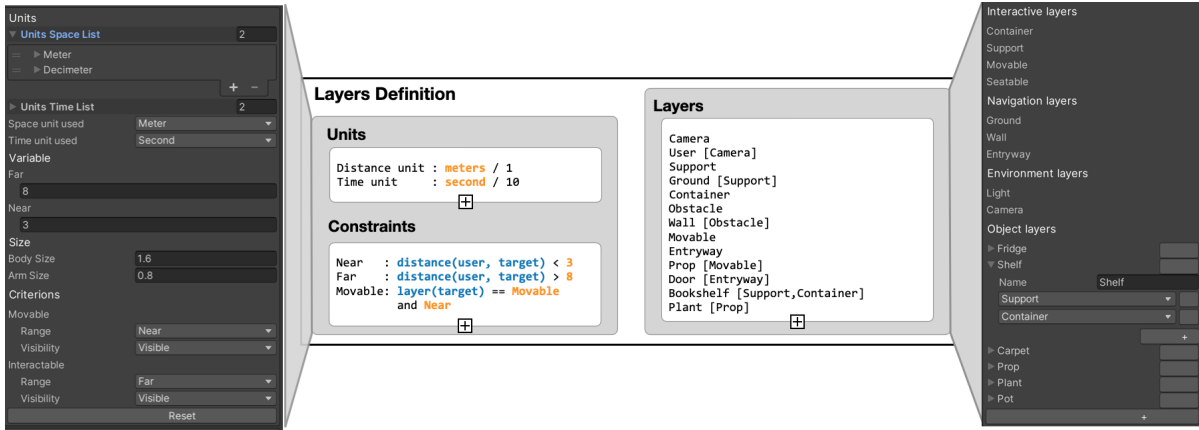 Units
Units Space List 2
Meter
Decimeter
+ −
Units Time List 2
Space unit used Meter
Time unit used Second
Variable
Far
8
Near
3
Size
Body Size 1.6
Arm Size 0.8
Criterions
Movable
Range Near
Visibility Visible
Interactable
Range Far
Visibility Visible
Reset
Layers Definition
Units
Distance unit : meters / 1
Time unit : second / 10
+
Constraints
Near : distance(user, target) < 3
Far : distance(user, target) > 8
Movable: layer(target) == Movable
and Near
+
Layers
Camera
User [Camera]
Support
Ground [Support]
Container
Obstacle
Wall [Obstacle]
Movable
Entryway
Prop [Movable]
Door [Entryway]
Bookshelf [Support,Container]
Plant [Prop]
+
Interactive layers
Container
Support
Movable
Seatable
Navigation layers
Ground
Wall
Entryway
Environment layers
Light
Camera
Object layers
Fridge
Shelf
Name Shelf
Support
Container
+
Carpet
Prop
Plant
Pot
+